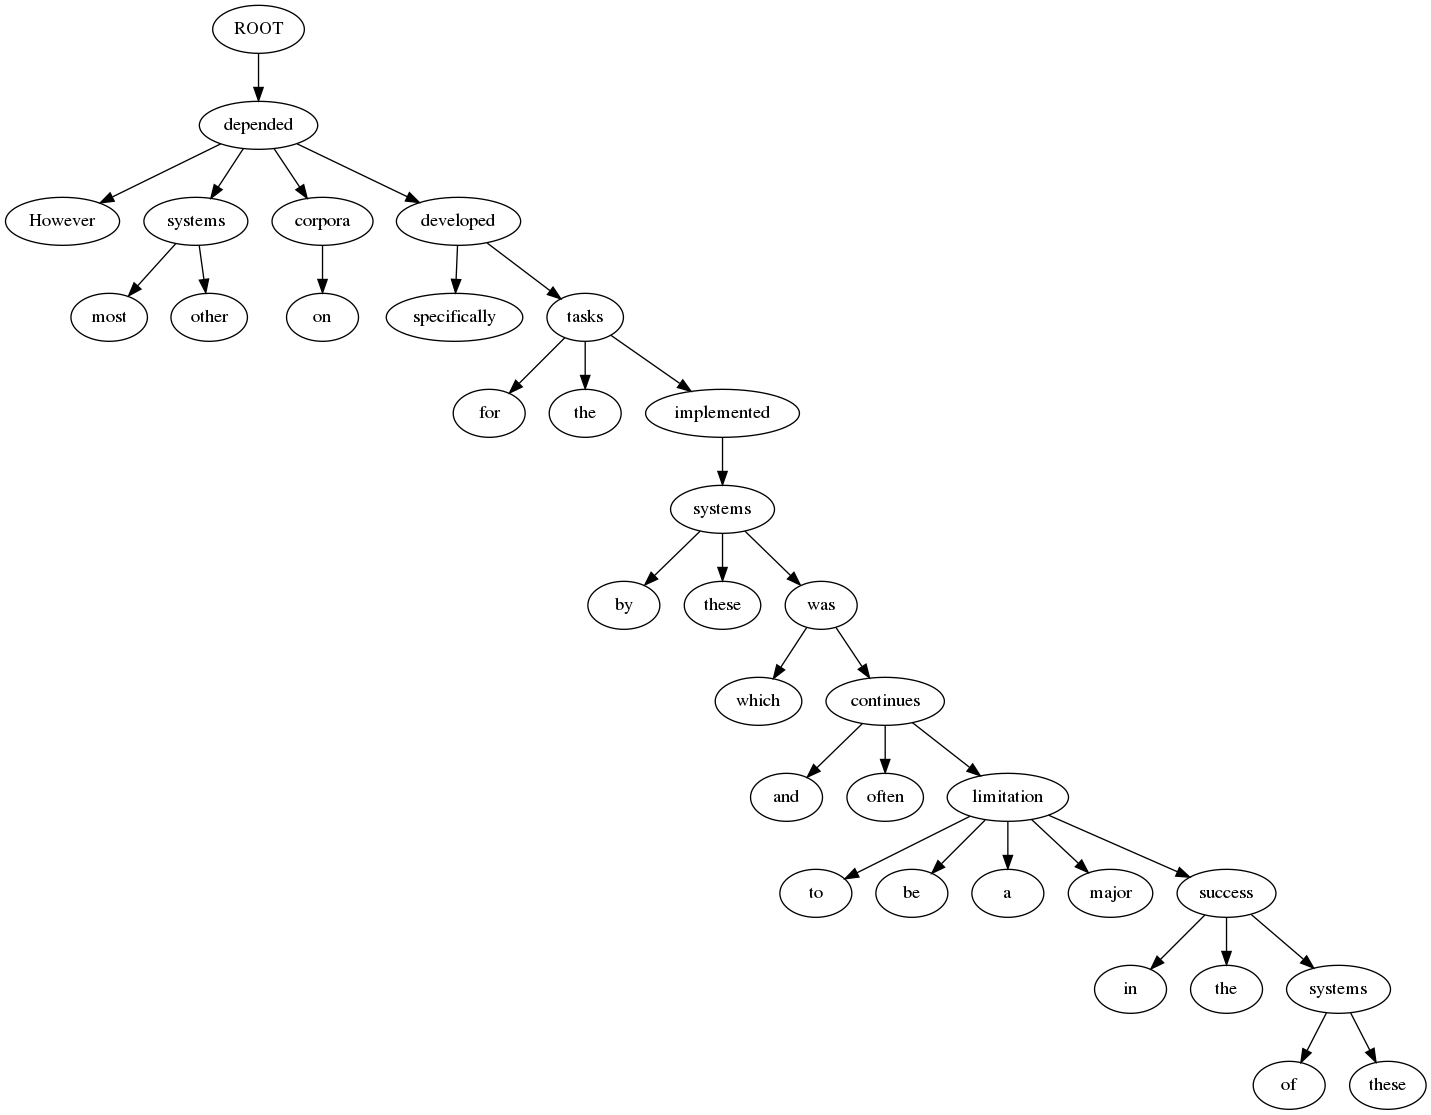 ROOT
depended
However systems corpora developed
most other on specifically tasks
for the implemented
systems
by these was
which continues
and often limitation
to be a major success
in the systems
of these